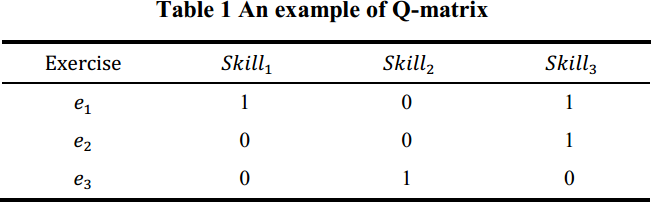 Table 1 An example of Q-matrix
Exercise Skill₁ Skill₂ Skill₃
e₁ 1 0 1
e₂ 0 0 1
e₃ 0 1 0